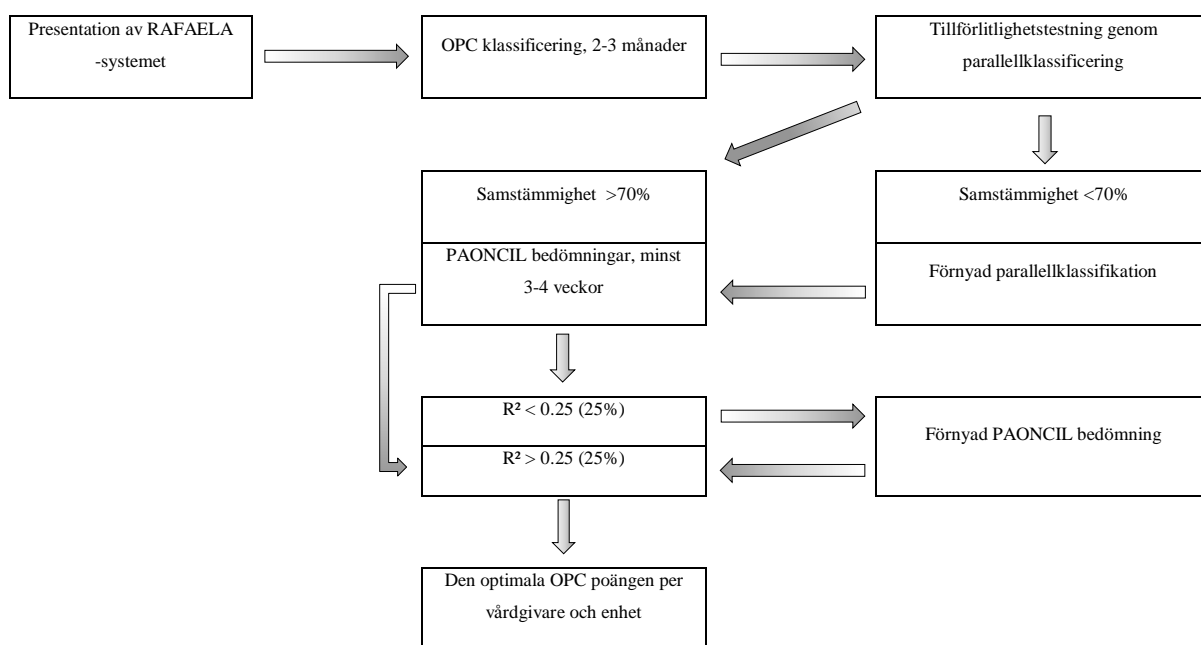 Presentation av RAFAELA
-systemet
OPC klassificering, 2-3 månader
Tillförlitlighetstestning genom
parallellklassificering
Samstämmighet >70%
PAONCIL bedömningar, minst
3-4 veckor
Samstämmighet <70%
Förnyad parallellklassifikation
R² < 0.25 (25%)
R² > 0.25 (25%)
Förnyad PAONCIL bedömning
Den optimala OPC poängen per
vårdgivare och enhet